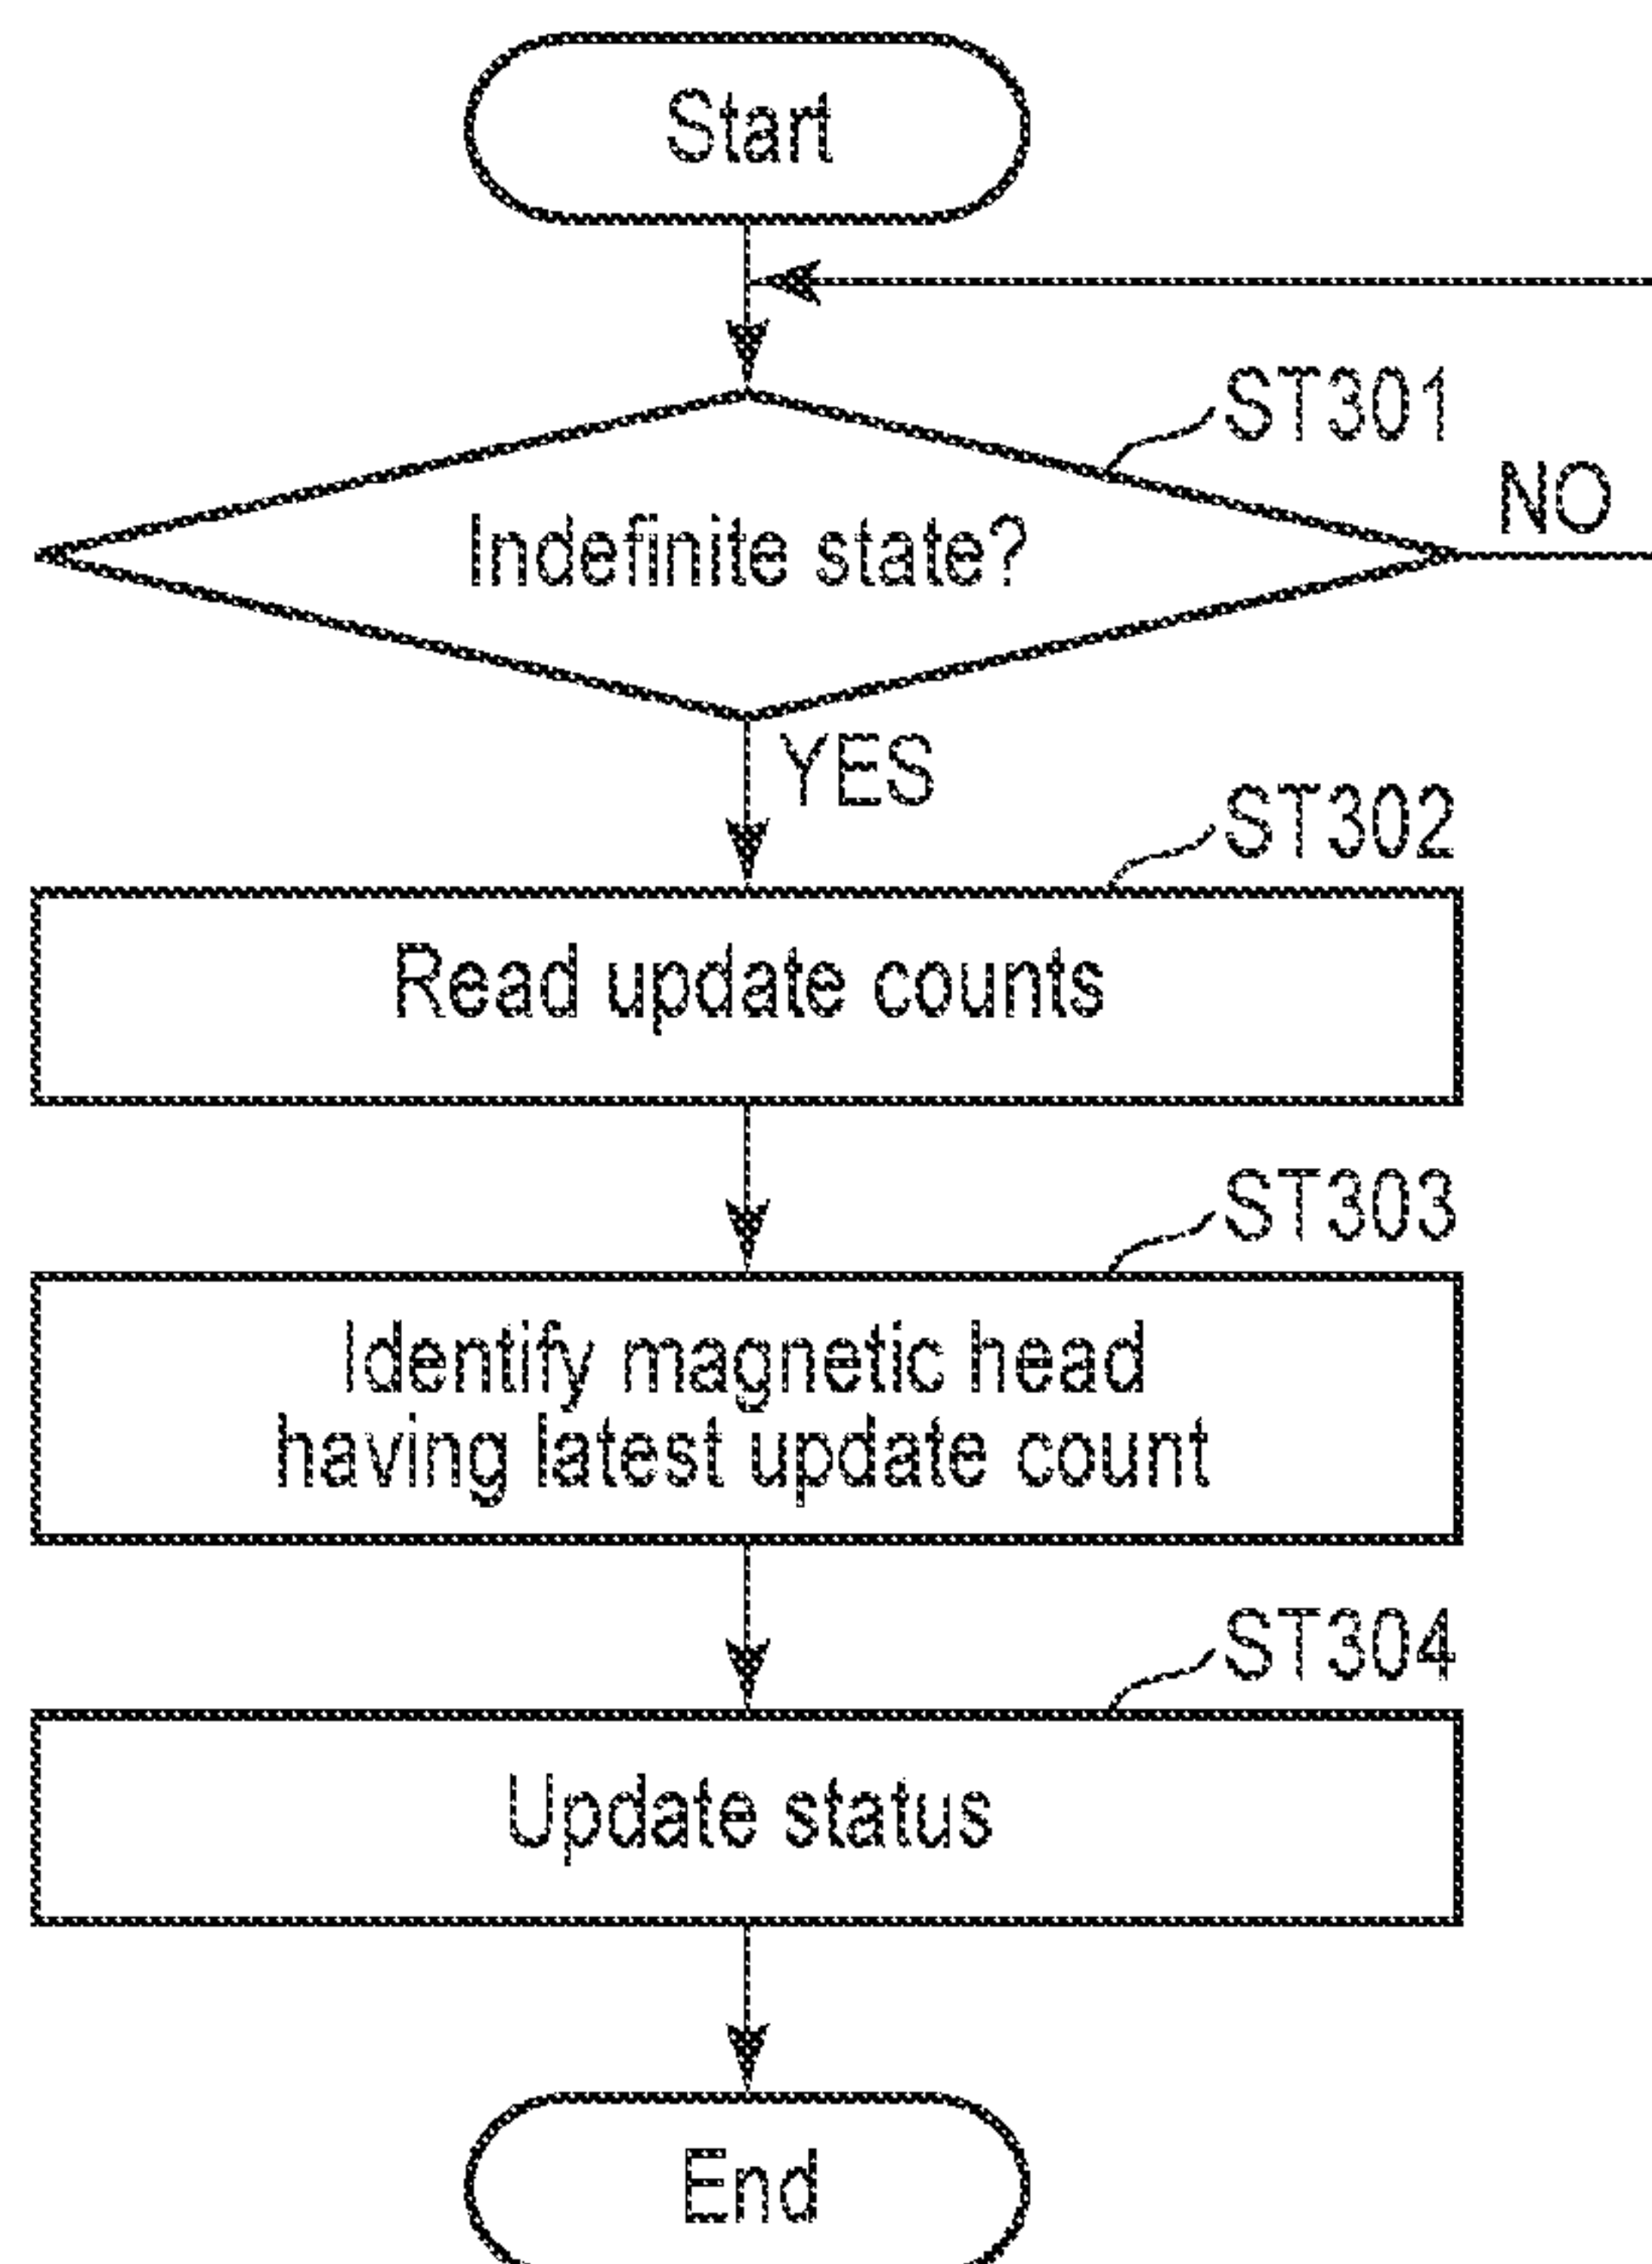 Start
ST301
NO
Indefinite state?
YES
ST302
Read update counts
ST303
Identify magnetic head
having latest update count
ST304
Update status
End